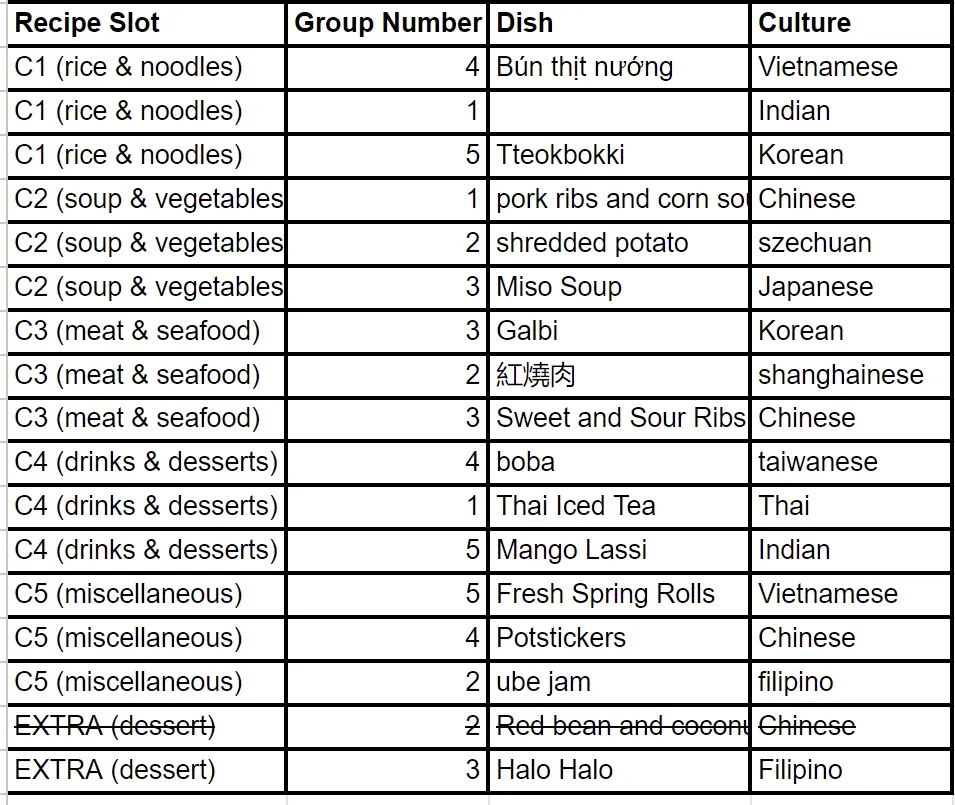 Recipe Slot Group Number Dish Culture
C1 (rice & noodles) 4 Bún thịt nướng Vietnamese
C1 (rice & noodles) 1 Indian
C1 (rice & noodles) 5 Tteokbokki Korean
C2 (soup & vegetables 1 pork ribs and corn sou Chinese
C2 (soup & vegetables 2 shredded potato szechuan
C2 (soup & vegetables 3 Miso Soup Japanese
C3 (meat & seafood) 3 Galbi Korean
C3 (meat & seafood) 2 紅燒肉 shanghainese
C3 (meat & seafood) 3 Sweet and Sour Ribs Chinese
C4 (drinks & desserts) 4 boba taiwanese
C4 (drinks & desserts) 1 Thai Iced Tea Thai
C4 (drinks & desserts) 5 Mango Lassi Indian
C5 (miscellaneous) 5 Fresh Spring Rolls Vietnamese
C5 (miscellaneous) 4 Potstickers Chinese
C5 (miscellaneous) 2 ube jam filipino
EXTRA (dessert) 2 Red bean and coconu Chinese
EXTRA (dessert) 3 Halo Halo Filipino